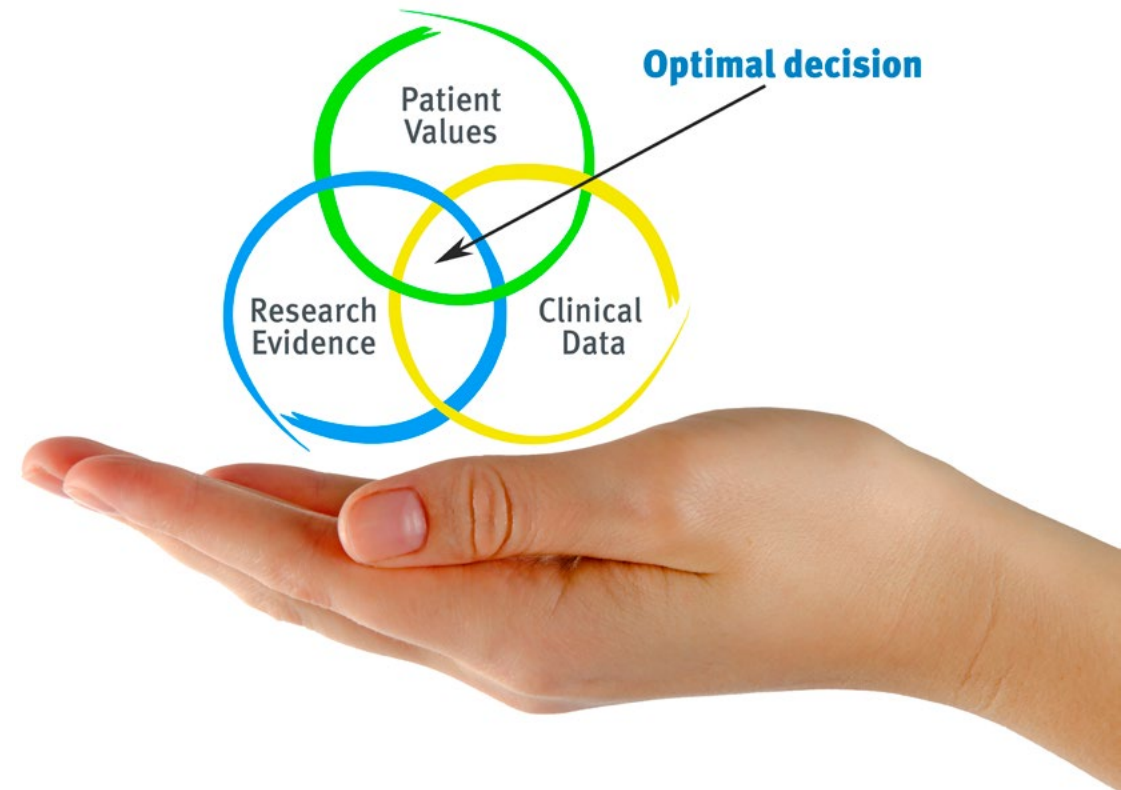 Optimal decision
Patient
Values
Research
Evidence
Clinical
Data